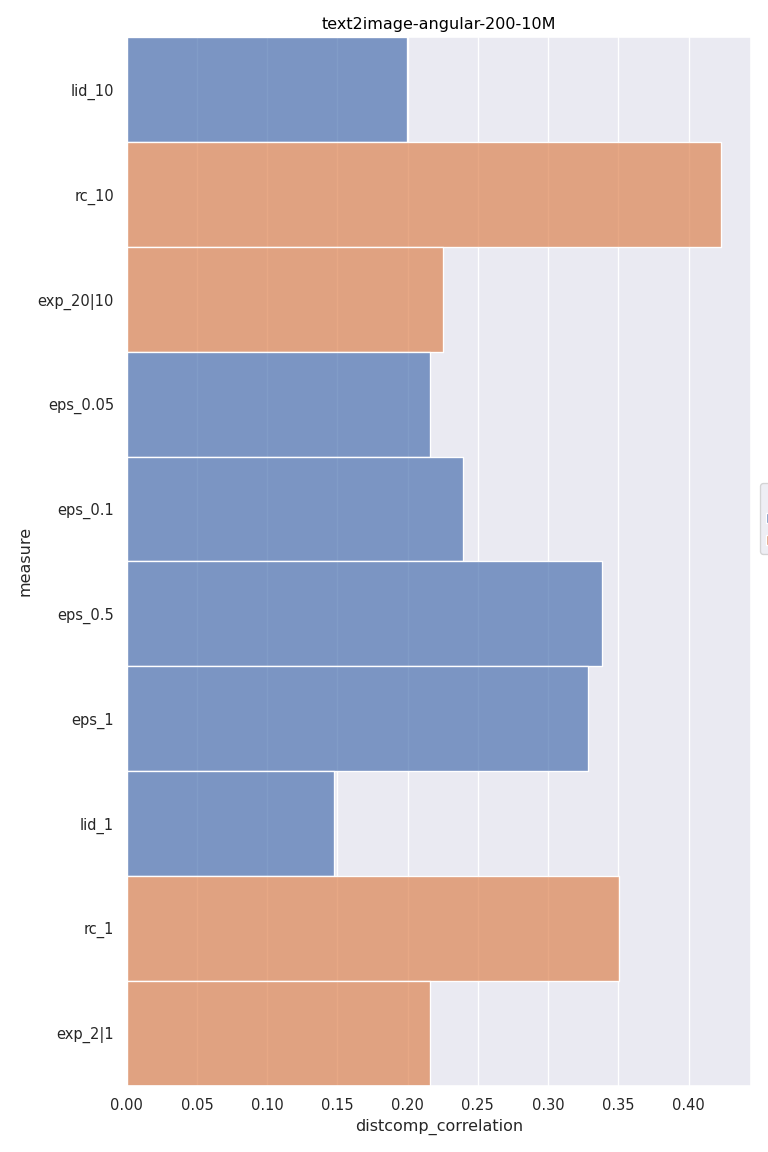 text2image-angular-200-10M
lid_10
rc_10
exp_20|10
eps_0.05
eps_0.1
eps_0.5
eps_1
lid_1
rc_1
exp_2|1
measure
0.00 0.05 0.10 0.15 0.20 0.25 0.30 0.35 0.40
distcomp_correlation